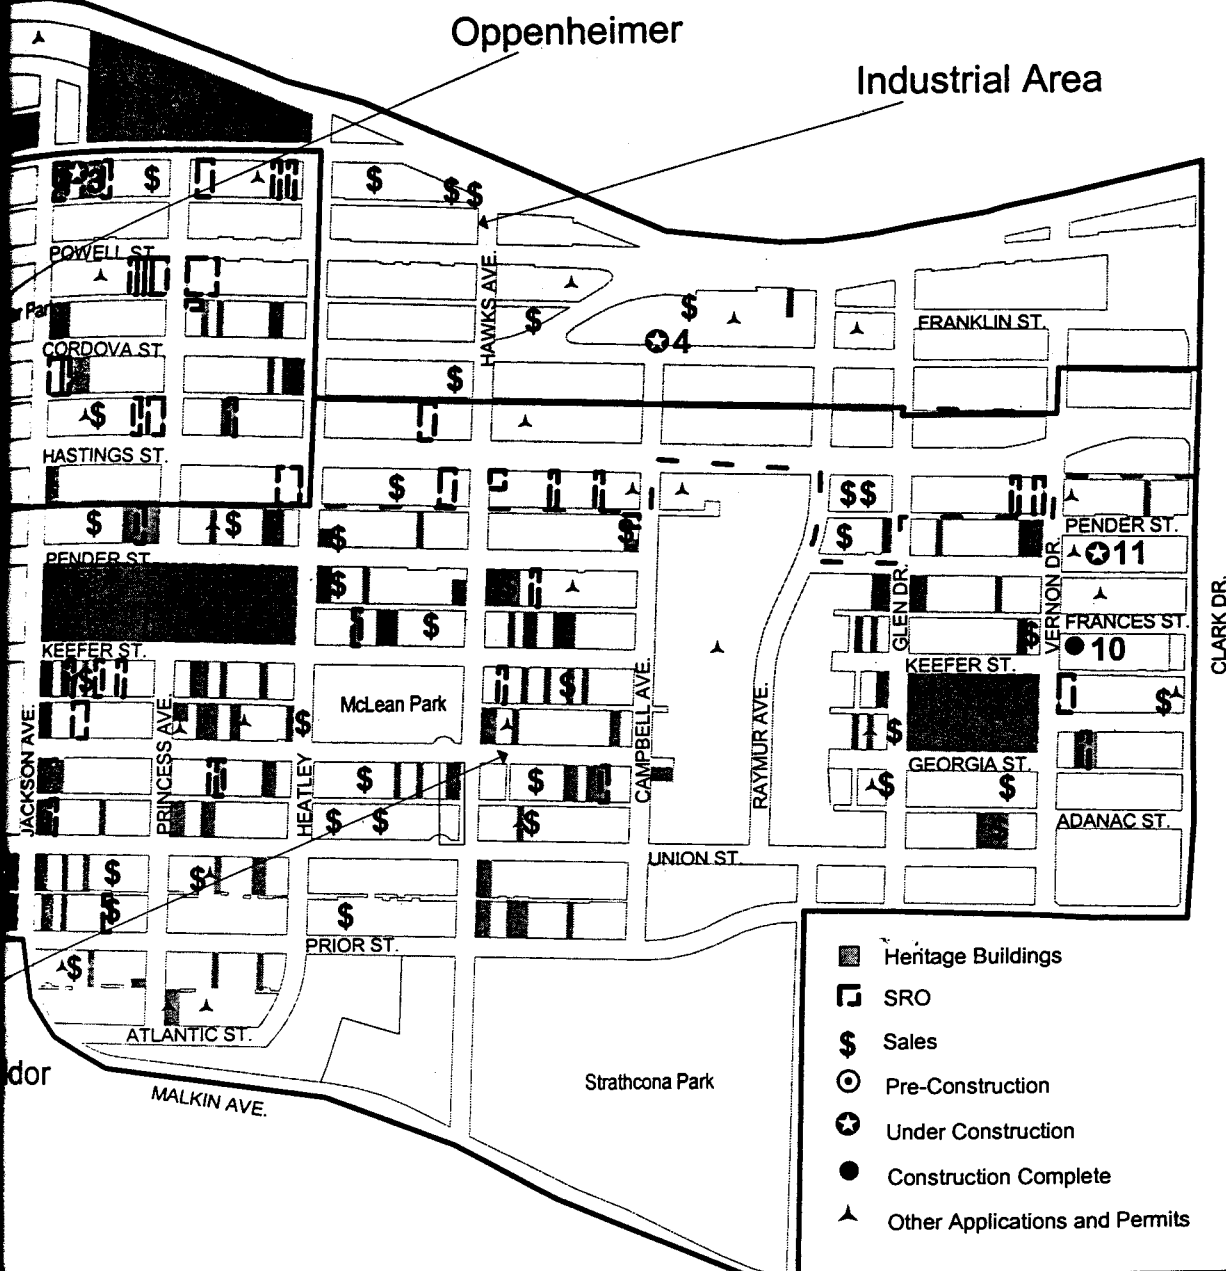 Oppenheimer
Industrial Area
POWELL ST.
HAWKS AVE.
FRANKLIN ST.
CORDOVA ST.
4
HASTINGS ST.
PENDER ST.
11
PENDER ST.
GLEN DR.
VERNON DR.
CLARK DR.
FRANCES ST.
10
KEEFER ST.
KEEFER ST.
McLean Park
JACKSON AVE.
PRINCESS AVE.
HEATLEY
CAMPBELL AVE.
RAYMUR AVE.
GEORGIA ST.
ADANAC ST.
UNION ST.
PRIOR ST.
ATLANTIC ST.
dor
MALKIN AVE.
Strathcona Park
Heritage Buildings
SRO
$ Sales
Pre-Construction
Under Construction
Construction Complete
Other Applications and Permits